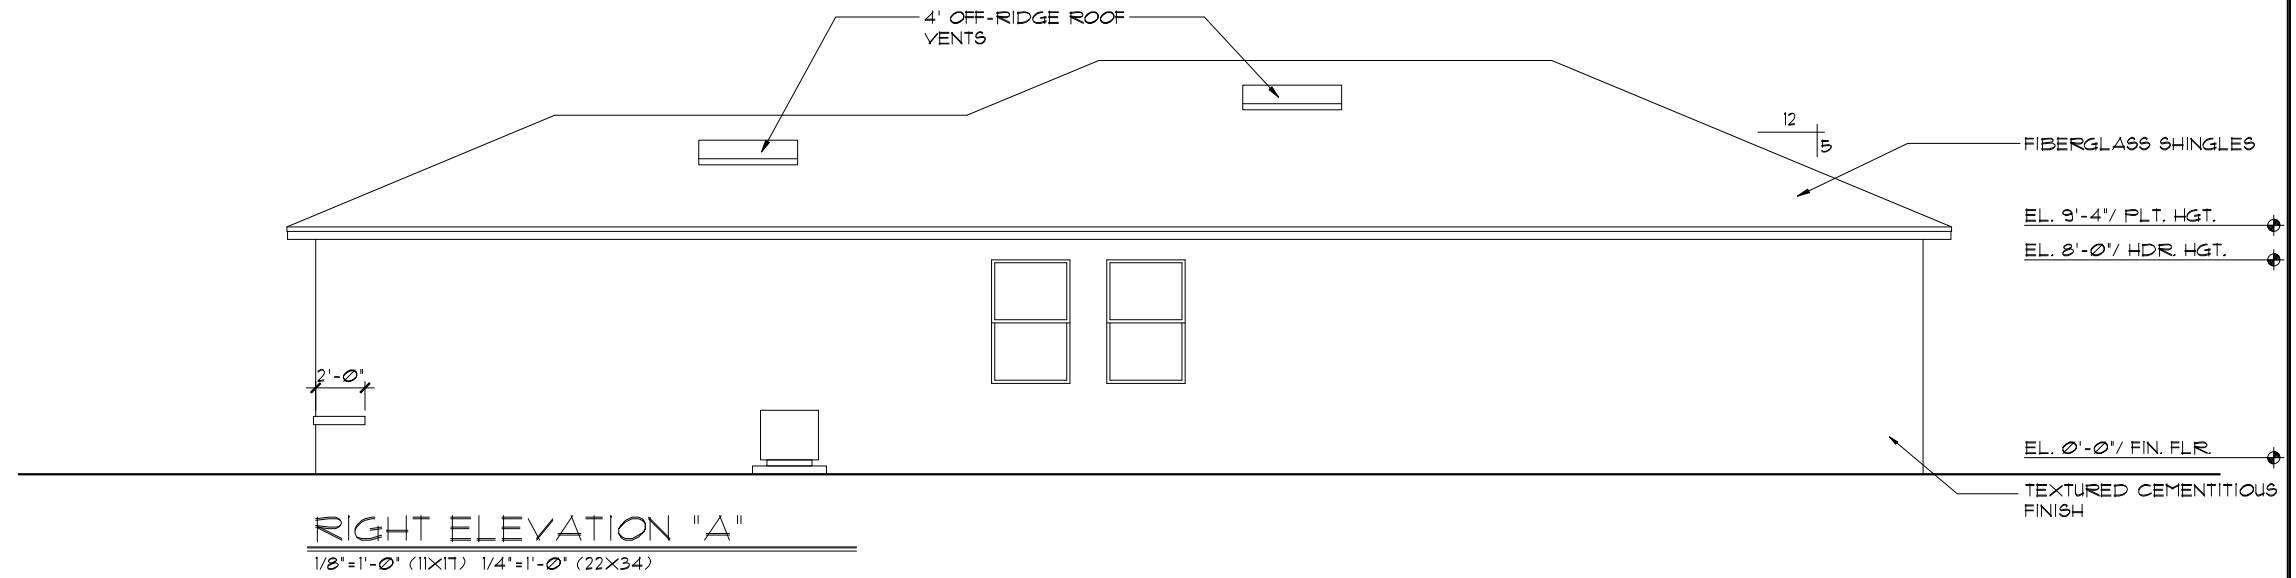 4' OFF-RIDGE ROOF
VENTS
12
5
FIBERGLASS SHINGLES
EL. 9'-4"/ PLT. HGT.
EL. 8'-0"/ HDR. HGT.
2'-0"
EL. 0'-0"/ FIN. FLR.
TEXTURED CEMENTITIOUS
FINISH
RIGHT ELEVATION "A"
1/8"=1'-0" (11X17) 1/4"=1'-0" (22X34)